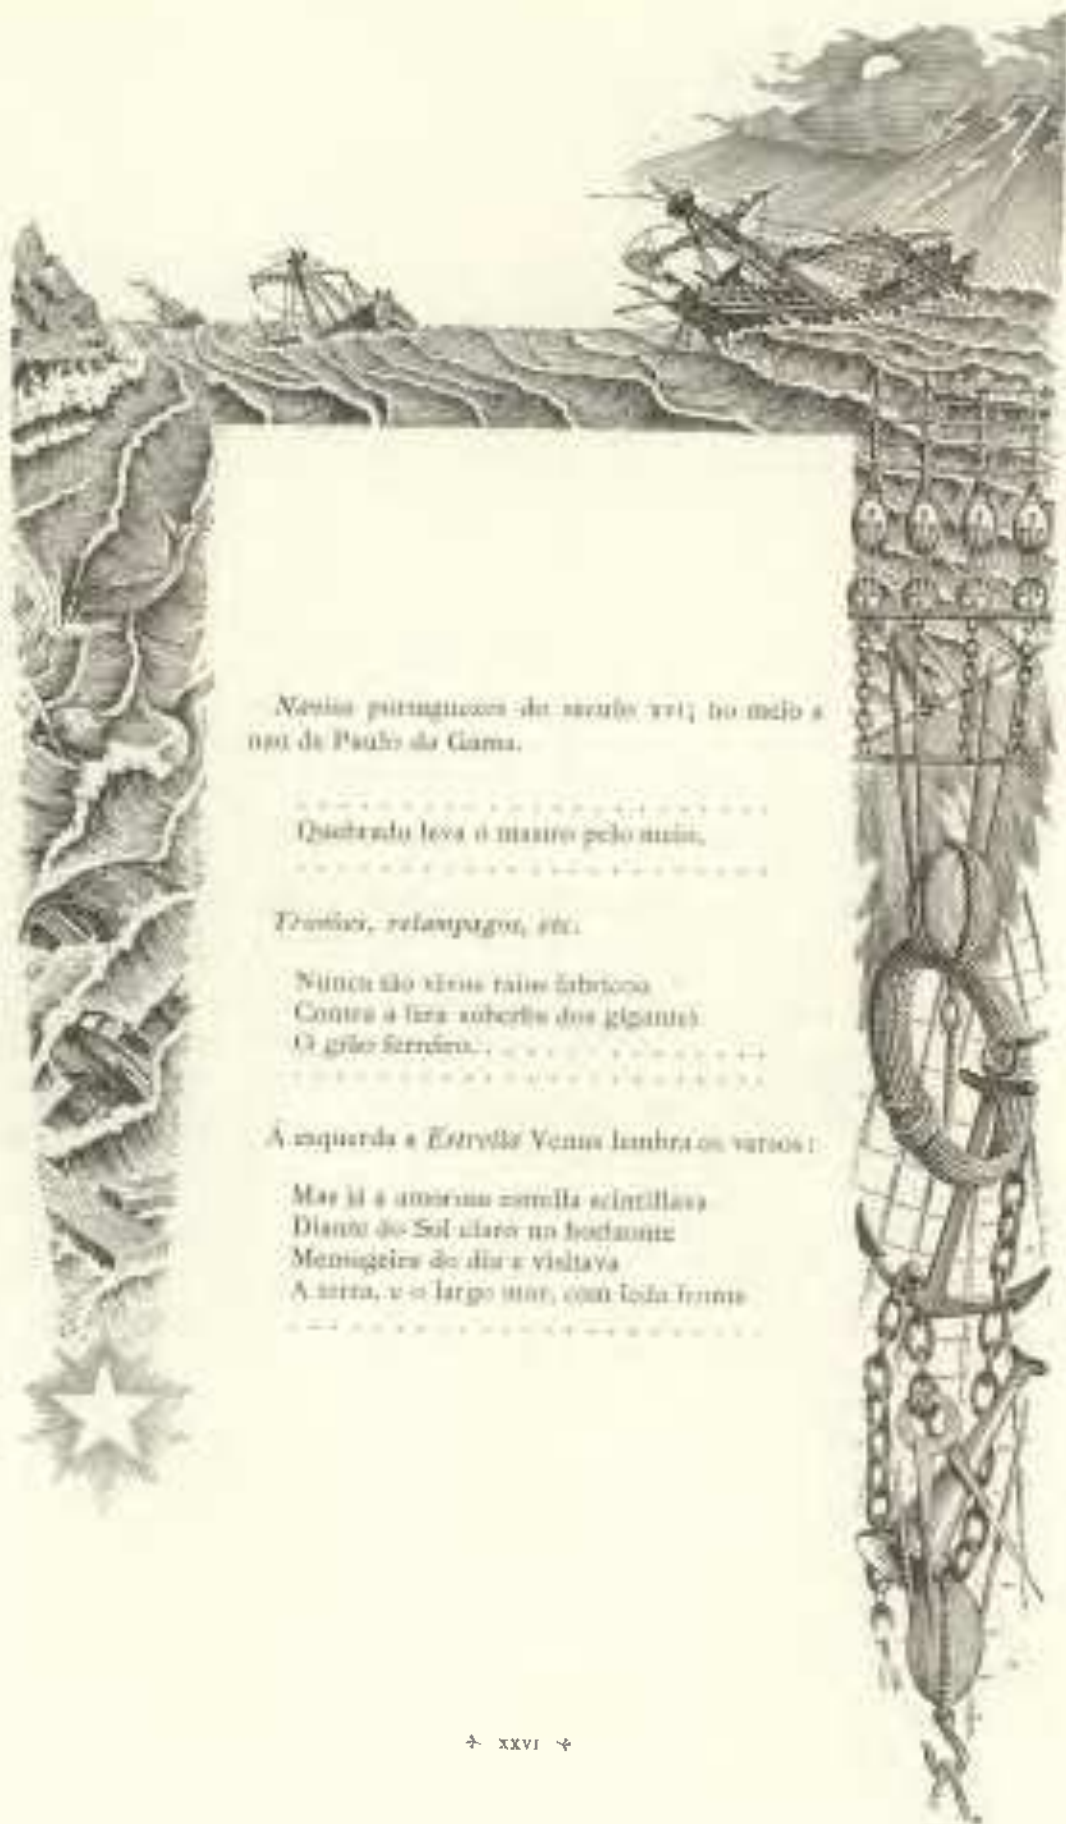 Navios portuguezes do seculo XVI; no meio a
nau de Paulo da Gama.
Quebrado leva o mastro pelo meio,
Trovões, relampagos, etc.
Nunca tão vivos raios fabricou
Contra a fera soberba dos gigantes
O grão ferreiro. . . . . . . . . . . . . . . . .
A esquerda a Estrella Venus lembra os versos:
Mas já a amorosa estrella scintillava
Diante do Sol claro no horizonte
Mensageira do dia e visitava
A terra, e o largo mar, com leda fronte
XXVI